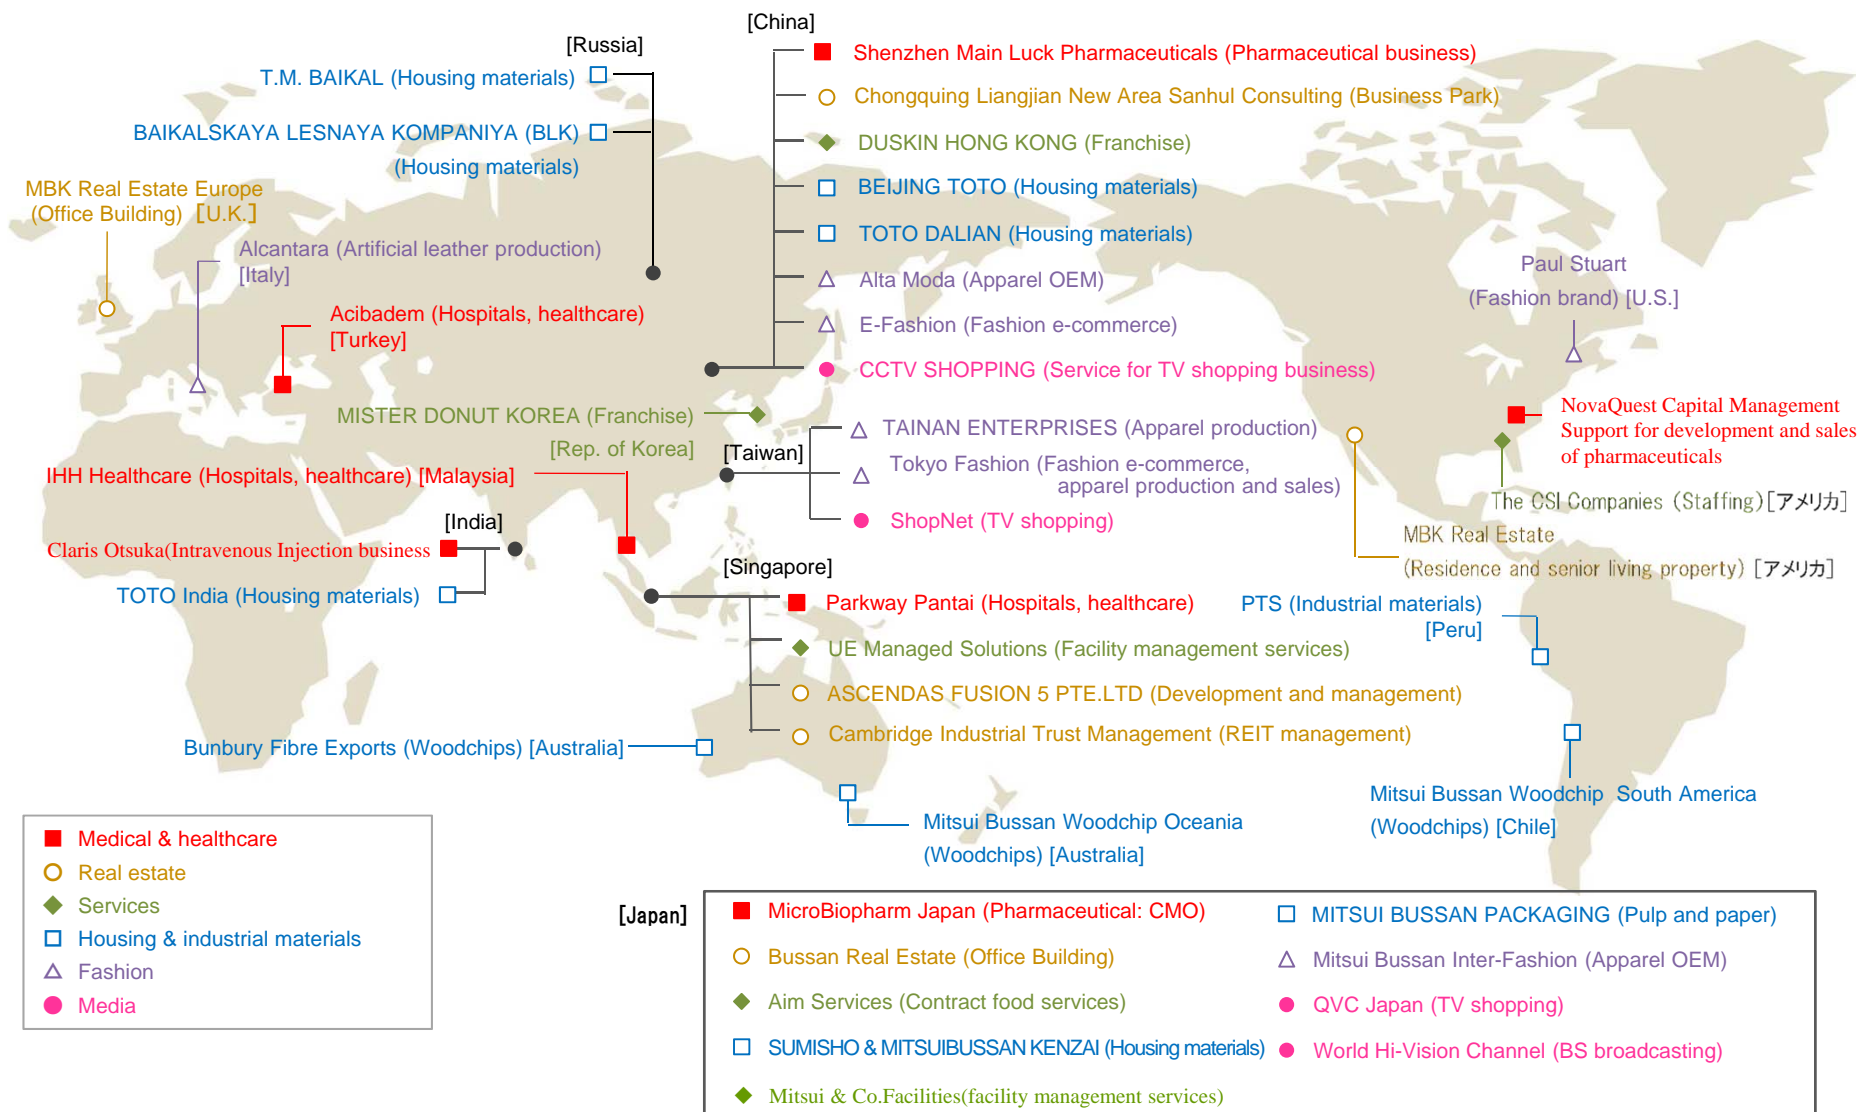 [China]
[Russia]
Shenzhen Main Luck Pharmaceuticals (Pharmaceutical business)
T.M. BAIKAL (Housing materials)
Chongquing Liangjian New Area Sanhul Consulting (Business Park)
BAIKALSKAYA LESNAYA KOMPANIYA (BLK)
(Housing materials)
DUSKIN HONG KONG (Franchise)
BEIJING TOTO (Housing materials)
MBK Real Estate Europe
(Office Building) [U.K.]
TOTO DALIAN (Housing materials)
Alcantara (Artificial leather production)
[Italy]
Alta Moda (Apparel OEM)
Paul Stuart
(Fashion brand) [U.S.]
Acibadem (Hospitals, healthcare)
[Turkey]
E-Fashion (Fashion e-commerce)
CCTV SHOPPING (Service for TV shopping business)
MISTER DONUT KOREA (Franchise)
[Rep. of Korea]
NovaQuest Capital Management
Support for development and sales
of pharmaceuticals
[Taiwan]
TAINAN ENTERPRISES (Apparel production)
Tokyo Fashion (Fashion e-commerce,
apparel production and sales)
ShopNet (TV shopping)
IHH Healthcare (Hospitals, healthcare) [Malaysia]
The CSI Companies (Staffing) [アメリカ]
[India]
Claris Otsuka(Intravenous Injection business
TOTO India (Housing materials)
MBK Real Estate
(Residence and senior living property) [アメリカ]
[Singapore]
Parkway Pantai (Hospitals, healthcare)
PTS (Industrial materials)
[Peru]
UE Managed Solutions (Facility management services)
ASCENDAS FUSION 5 PTE.LTD (Development and management)
Cambridge Industrial Trust Management (REIT management)
Bunbury Fibre Exports (Woodchips) [Australia]
Mitsui Bussan Woodchip Oceania
(Woodchips) [Australia]
Mitsui Bussan Woodchip South America
(Woodchips) [Chile]
Medical & healthcare
Real estate
Services
Housing & industrial materials
Fashion
Media
[Japan]
MicroBiopharm Japan (Pharmaceutical: CMO)
Bussan Real Estate (Office Building)
Aim Services (Contract food services)
SUMISHO & MITSUIBUSSAN KENZAI (Housing materials)
Mitsui & Co.Facilities(facility management services)
MITSUI BUSSAN PACKAGING (Pulp and paper)
Mitsui Bussan Inter-Fashion (Apparel OEM)
QVC Japan (TV shopping)
World Hi-Vision Channel (BS broadcasting)